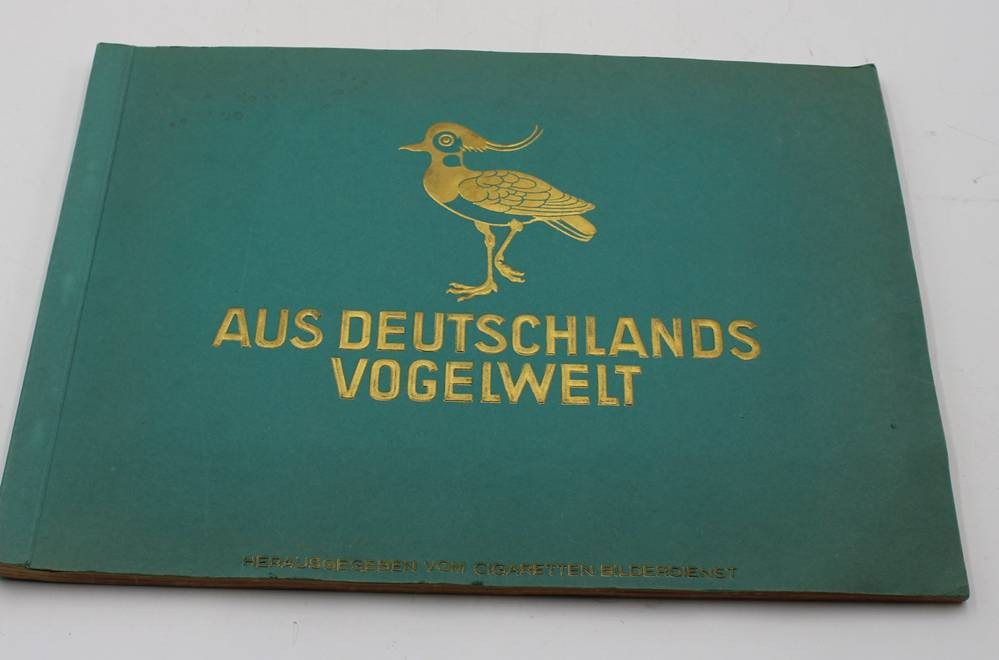 AUS DEUTSCHLANDS
VOGELWELT
HERAUSGEGEBEN VOM CIGARETTEN BILDERDIENST